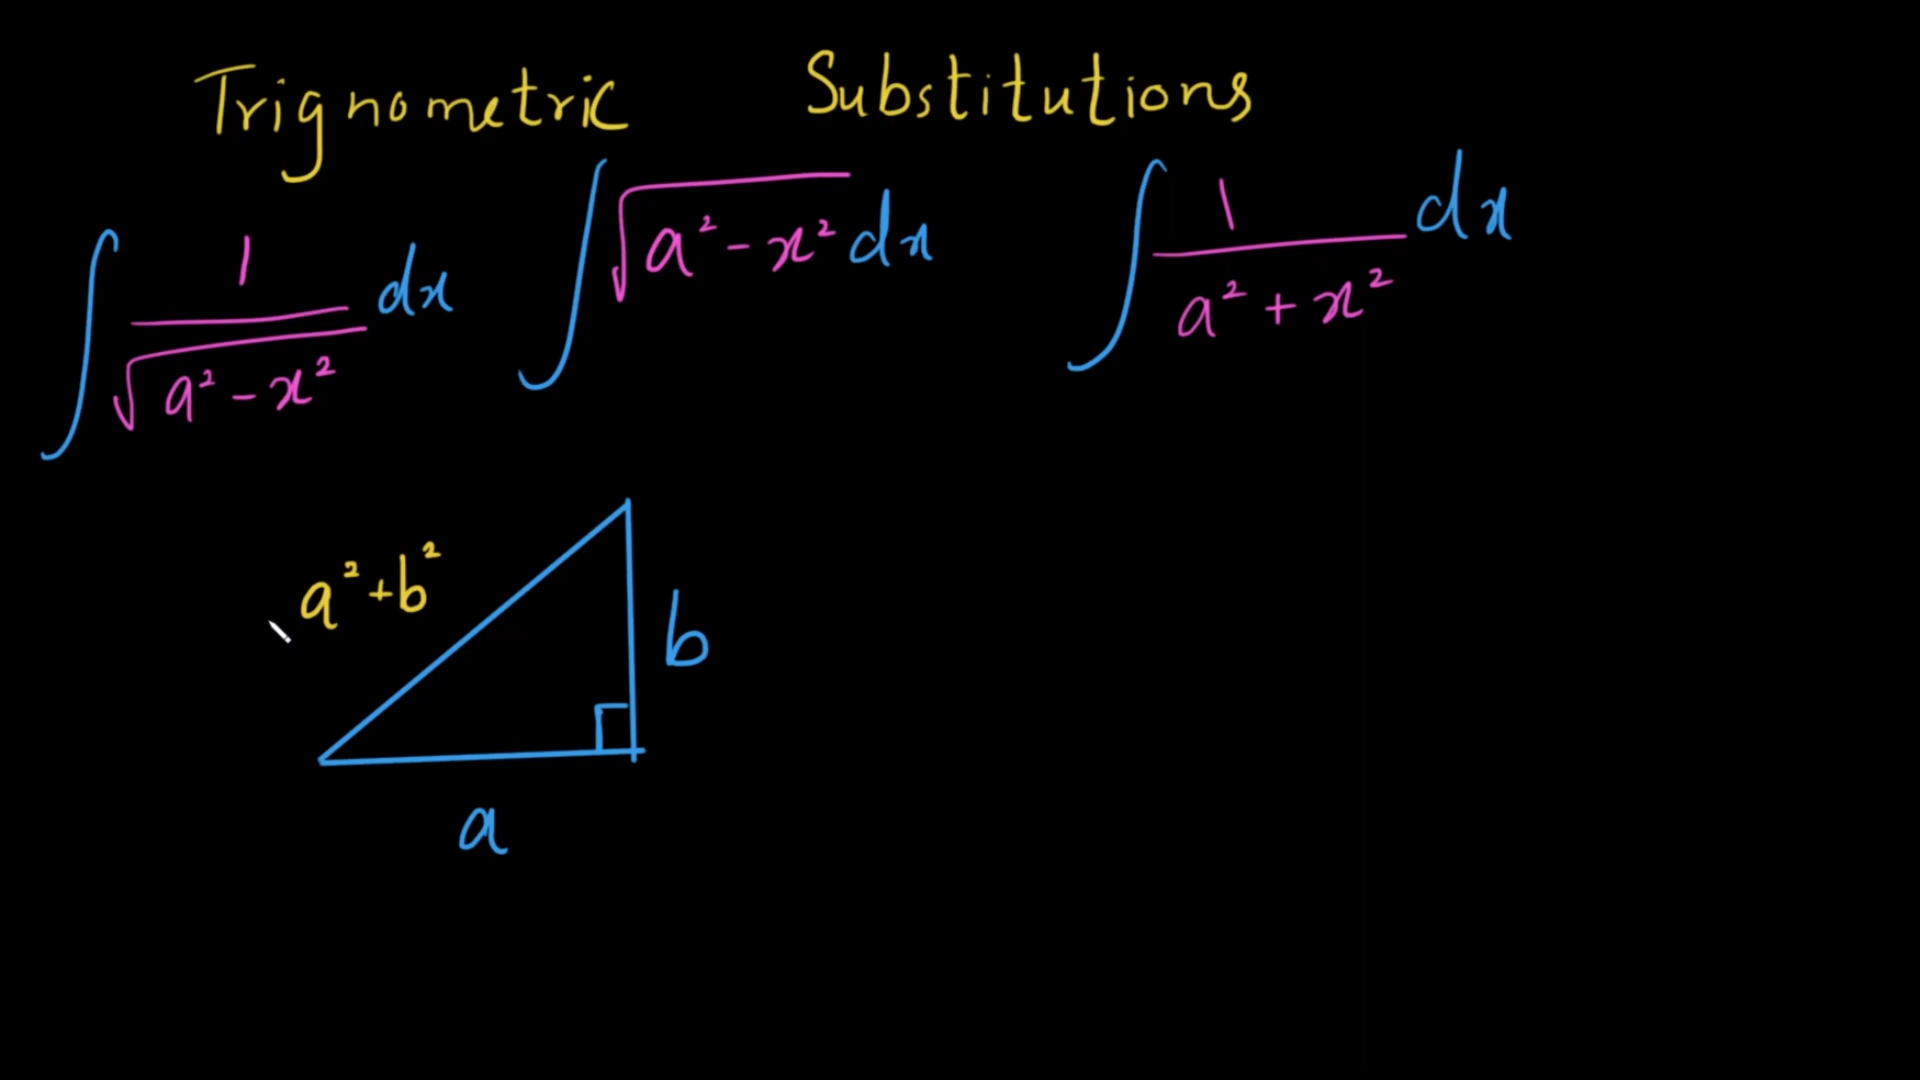 Trignometric Substitutions
∫ 1/√(a² - x²) dx ∫ √(a² - x²) dx ∫ 1/(a² + x²) dx
a² + b²
b
a